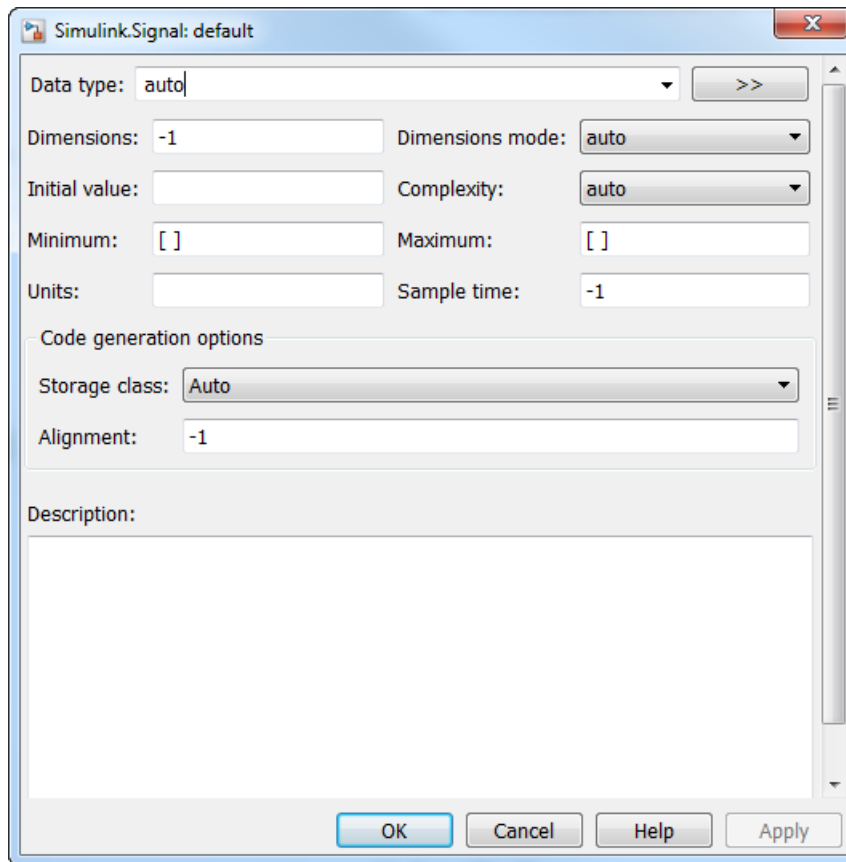 Simulink.Signal: default
Data type: auto >>
Dimensions: -1 Dimensions mode: auto
Initial value: Complexity: auto
Minimum: [ ] Maximum: [ ]
Units: Sample time: -1
Code generation options
Storage class: Auto
Alignment: -1
Description:
OK Cancel Help Apply